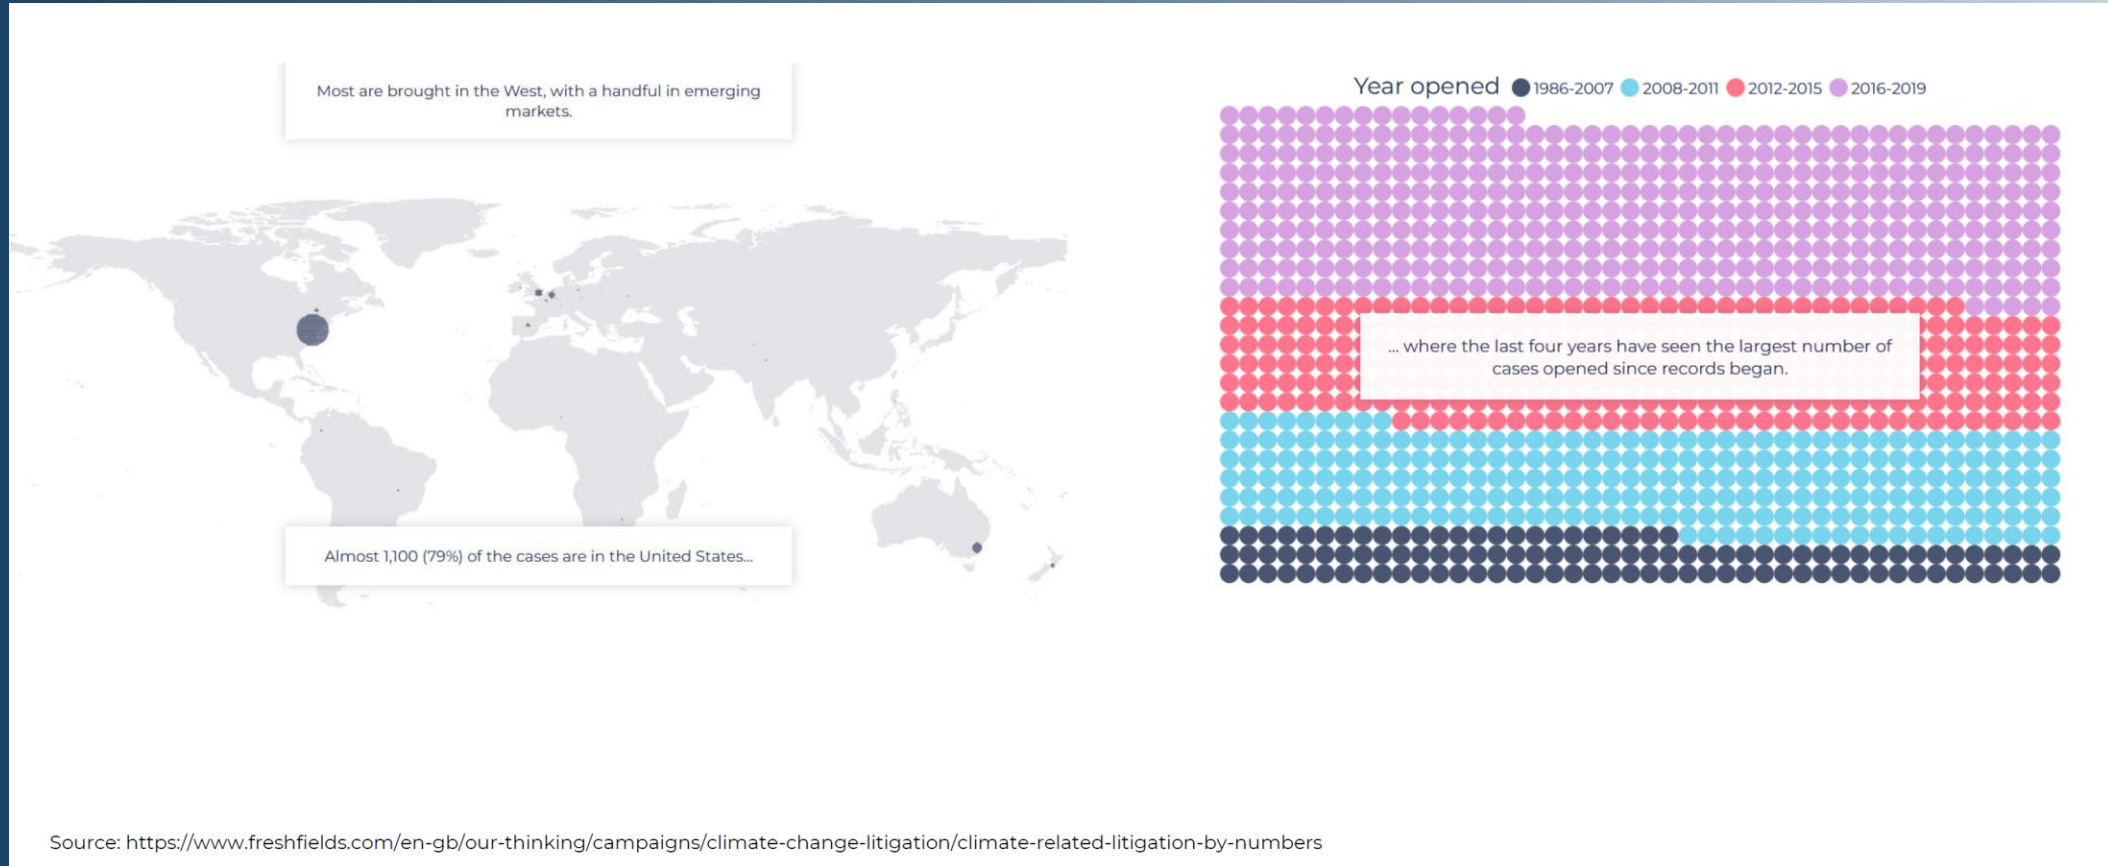 Most are brought in the West, with a handful in emerging
markets.
Almost 1,100 (79%) of the cases are in the United States...
Year opened 1986-2007 2008-2011 2012-2015 2016-2019
... where the last four years have seen the largest number of
cases opened since records began.
Source: https://www.freshfields.com/en-gb/our-thinking/campaigns/climate-change-litigation/climate-related-litigation-by-numbers